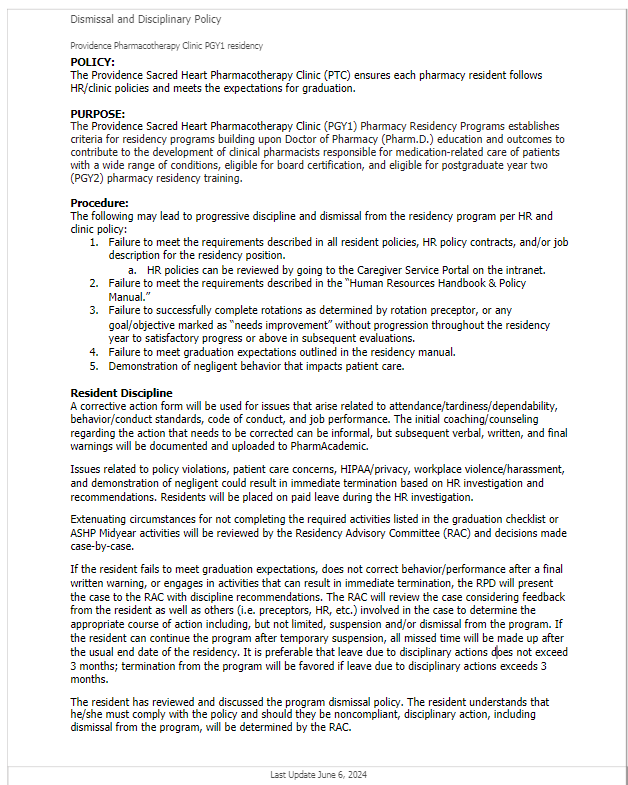 Dismissal and Disciplinary Policy
Providence Pharmacotherapy Clinic PGY1 residency
POLICY:
The Providence Sacred Heart Pharmacotherapy Clinic (PTC) ensures each pharmacy resident follows
HR/clinic policies and meets the expectations for graduation.
PURPOSE:
The Providence Sacred Heart Pharmacotherapy Clinic (PGY1) Pharmacy Residency Programs establishes
criteria for residency programs building upon Doctor of Pharmacy (Pharm.D.) education and outcomes to
contribute to the development of clinical pharmacists responsible for medication-related care of patients
with a wide range of conditions, eligible for board certification, and eligible for postgraduate year two
(PGY2) pharmacy residency training.
Procedure:
The following may lead to progressive discipline and dismissal from the residency program per HR and
clinic policy:
1. Failure to meet the requirements described in all resident policies, HR policy contracts, and/or job
description for the residency position.
a. HR policies can be reviewed by going to the Caregiver Service Portal on the intranet.
2. Failure to meet the requirements described in the "Human Resources Handbook & Policy
Manual."
3. Failure to successfully complete rotations as determined by rotation preceptor, or any
goal/objective marked as "needs improvement" without progression throughout the residency
year to satisfactory progress or above in subsequent evaluations.
4. Failure to meet graduation expectations outlined in the residency manual.
5. Demonstration of negligent behavior that impacts patient care.
Resident Discipline
A corrective action form will be used for issues that arise related to attendance/tardiness/dependability,
behavior/conduct standards, code of conduct, and job performance. The initial coaching/counseling
regarding the action that needs to be corrected can be informal, but subsequent verbal, written, and final
warnings will be documented and uploaded to PharmAcademic.
Issues related to policy violations, patient care concerns, HIPAA/privacy, workplace violence/harassment,
and demonstration of negligent could result in immediate termination based on HR investigation and
recommendations. Residents will be placed on paid leave during the HR investigation.
Extenuating circumstances for not completing the required activities listed in the graduation checklist or
ASHP Midyear activities will be reviewed by the Residency Advisory Committee (RAC) and decisions made
case-by-case.
If the resident fails to meet graduation expectations, does not correct behavior/performance after a final
written warning, or engages in activities that can result in immediate termination, the RPD will present
the case to the RAC with discipline recommendations. The RAC will review the case considering feedback
from the resident as well as others (i.e. preceptors, HR, etc.) involved in the case to determine the
appropriate course of action including, but not limited, suspension and/or dismissal from the program. If
the resident can continue the program after temporary suspension, all missed time will be made up after
the usual end date of the residency. It is preferable that leave due to disciplinary actions does not exceed
3 months; termination from the program will be favored if leave due to disciplinary actions exceeds 3
months.
The resident has reviewed and discussed the program dismissal policy. The resident understands that
he/she must comply with the policy and should they be noncompliant, disciplinary action, including
dismissal from the program, will be determined by the RAC.
Last Update June 6, 2024